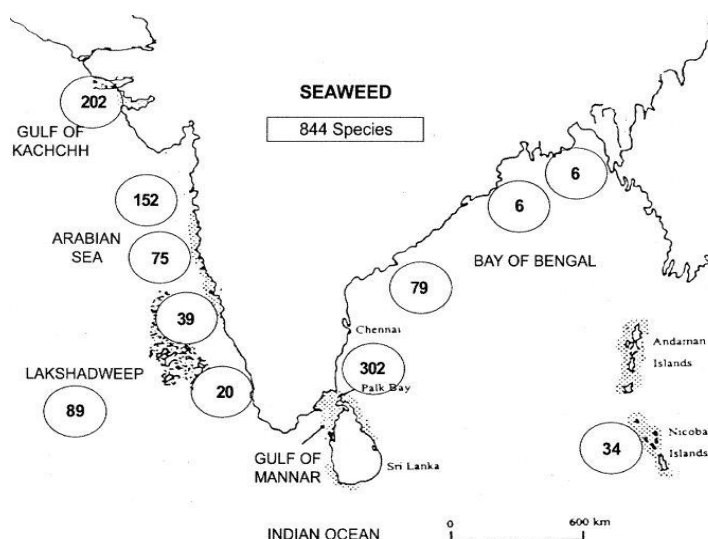 SEAWEED
844 Species
202
GULF OF
KACHCHH
152
ARABIAN
SEA
75
39
LAKSHADWEEP
89
20
6
6
BAY OF BENGAL
79
Chennai
302
Palk Bay
GULF OF
MANNAR
Sri Lanka
Andaman
Islands
Nicoba
Islands
34
INDIAN OCEAN
0
600 km